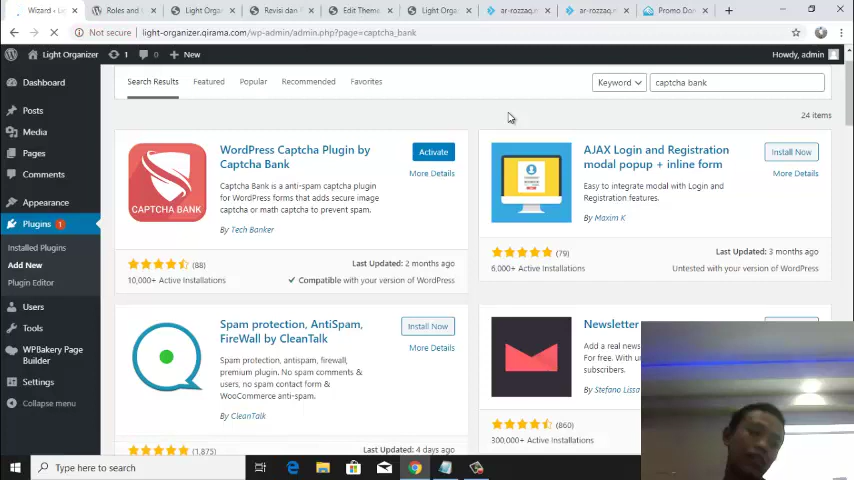 Wizard ‹ Li
Roles and
Light Organ
Revisi dan
Edit Theme
Light Orga
ar-rozzaq.m
ar-rozzaq.m
Promo Dom
Not secure
light-organizer.qirama.com/wp-admin/admin.php?page=captcha_bank
Light Organizer
1
0
New
Howdy, admin
Dashboard
Posts
Media
Pages
Comments
Appearance
Plugins 1
Installed Plugins
Add New
Plugin Editor
Users
Tools
WPBakery Page
Builder
Settings
Collapse menu
Search Results
Featured
Popular
Recommended
Favorites
Keyword
captcha bank
24 items
CAPTCHA BANK
WordPress Captcha Plugin by
Captcha Bank
Activate
More Details
Captcha Bank is a anti-spam captcha plugin
for WordPress forms that adds secure image
captcha or math captcha to prevent spam.
By Tech Banker
(88)
Last Updated: 2 months ago
10,000+ Active Installations
Compatible with your version of WordPress
AJAX Login and Registration
modal popup + inline form
Install Now
More Details
Easy to integrate modal with Login and
Registration features.
By Maxim K
(79)
Last Updated: 3 months ago
6,000+ Active Installations
Untested with your version of WordPress
Spam protection, AntiSpam,
FireWall by CleanTalk
Install Now
More Details
Spam protection, antispam, firewall,
premium plugin. No spam comments &
users, no spam contact form &
WooCommerce anti-spam.
By CleanTalk
(1,875)
Last Updated: 4 days ago
Newsletter
Add a real news
For free. With u
subscribers.
By Stefano Lissa
(860)
300,000+ Active Installations
Type here to search